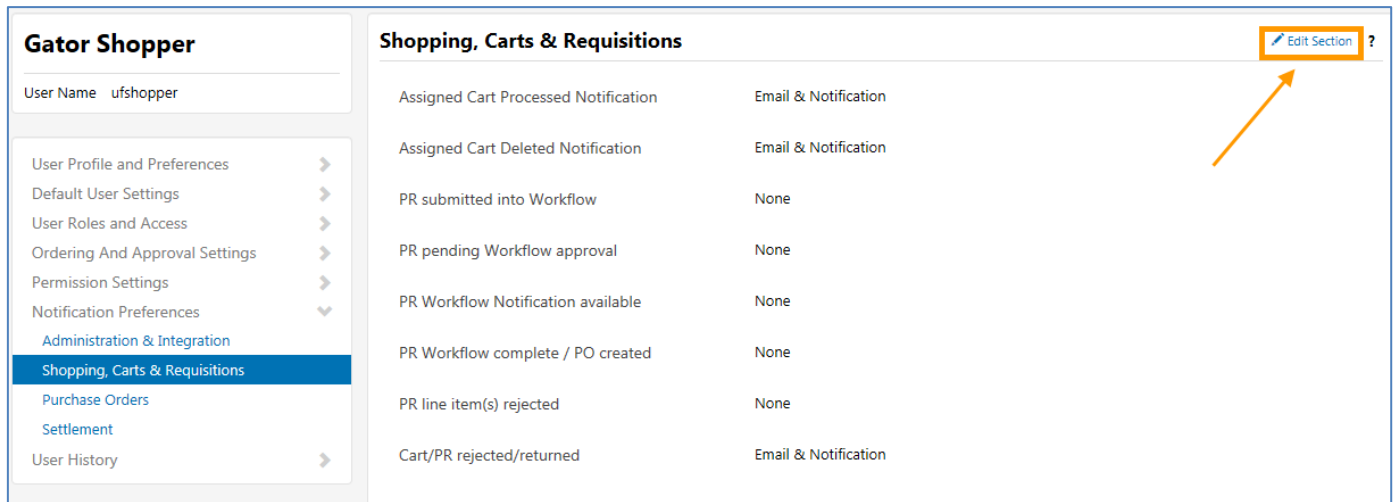 Gator Shopper
User Name ufshopper
User Profile and Preferences
Default User Settings
User Roles and Access
Ordering And Approval Settings
Permission Settings
Notification Preferences
Administration & Integration
Shopping, Carts & Requisitions
Purchase Orders
Settlement
User History
Shopping, Carts & Requisitions
Edit Section ?
Assigned Cart Processed Notification Email & Notification
Assigned Cart Deleted Notification Email & Notification
PR submitted into Workflow None
PR pending Workflow approval None
PR Workflow Notification available None
PR Workflow complete / PO created None
PR line item(s) rejected None
Cart/PR rejected/returned Email & Notification